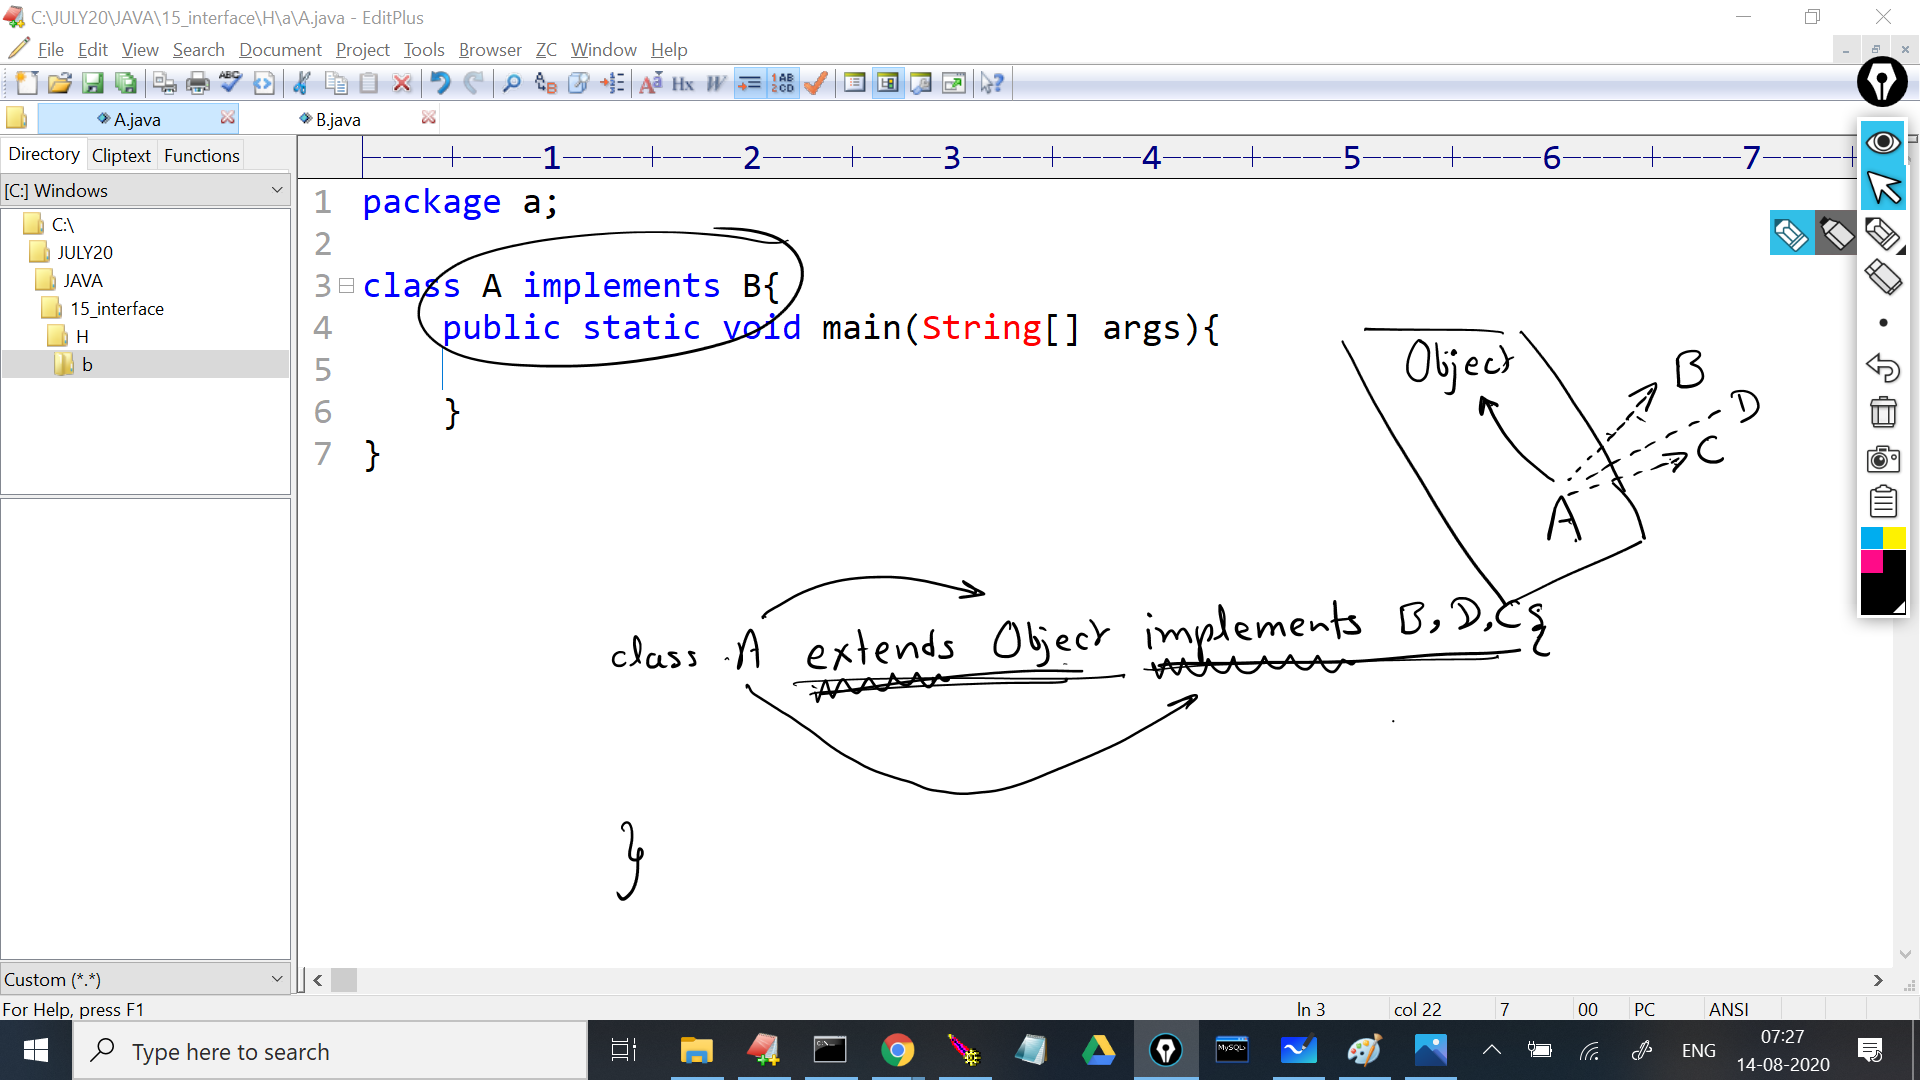 C:\JULY20\JAVA\15_interface\H\a\A.java - EditPlus
File Edit View Search Document Project Tools Browser ZC Window Help
A.java B.java
Directory Cliptext Functions
1 2 3 4 5 6 7
[C:] Windows
C:\
JULY20
JAVA
15_interface
H
b
1 package a;
2
3 class A implements B{
4 public static void main(String[] args){
5
6 }
7 }
Object
B
D
C
A
class A extends Object implements B, D, C{
}
Custom (*.*)
For Help, press F1 ln 3 col 22 7 00 PC ANSI
Type here to search
MySQL
ENG
07:27
14-08-2020